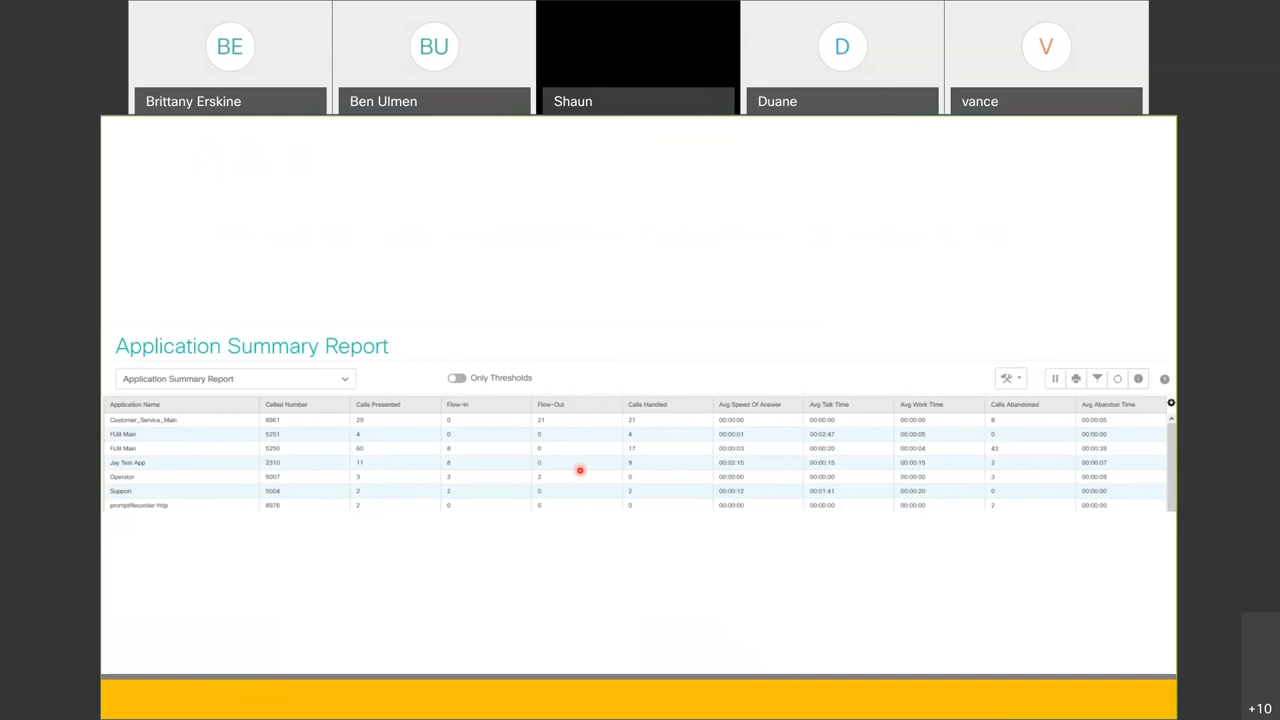 BE BU D V
Brittany Erskine Ben Ulmen Shaun Duane vance
Application Summary Report
Application Summary Report Only Thresholds
Application Name Called Number Calls Presented Flow-In Flow-Out Calls Handled Avg Speed Of Answer Avg Talk Time Avg Work Time Calls Abandoned Avg Abandon Time
Customer_Service_Main 8961 29 0 21 21 00:00:00 00:00:00 00:00:00 8 00:00:05
FUB Main 5251 4 0 0 4 00:00:01 00:02:47 00:00:05 0 00:00:00
FUB Main 5250 60 8 0 17 00:00:03 00:00:20 00:00:04 43 00:00:39
Jay Test App 2310 11 8 0 9 00:02:15 00:00:15 00:00:15 2 00:00:07
Operator 5007 3 3 2 0 00:00:00 00:00:00 00:00:00 3 00:00:09
Support 5004 2 2 0 2 00:00:12 00:01:41 00:00:20 0 00:00:00
promptRecorder-http 8976 2 0 0 0 00:00:00 00:00:00 00:00:00 2 00:00:00
+10